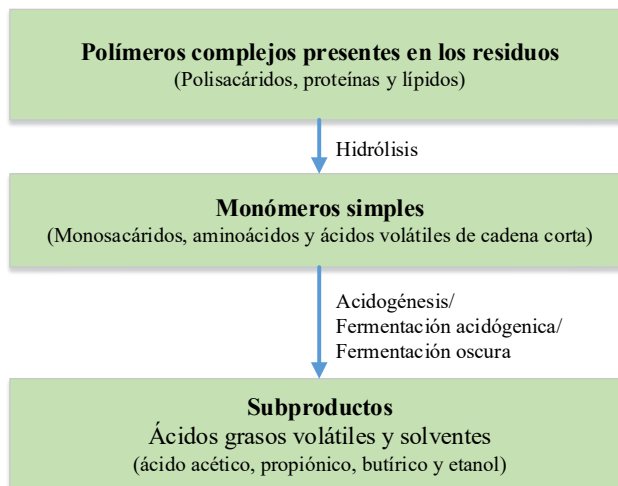 Polímeros complejos presentes en los residuos
(Polisacáridos, proteínas y lípidos)
Hidrólisis
Monómeros simples
(Monosacáridos, aminoácidos y ácidos volátiles de cadena corta)
Acidogénesis/
Fermentación acidógenica/
Fermentación oscura
Subproductos
Ácidos grasos volátiles y solventes
(ácido acético, propiónico, butírico y etanol)